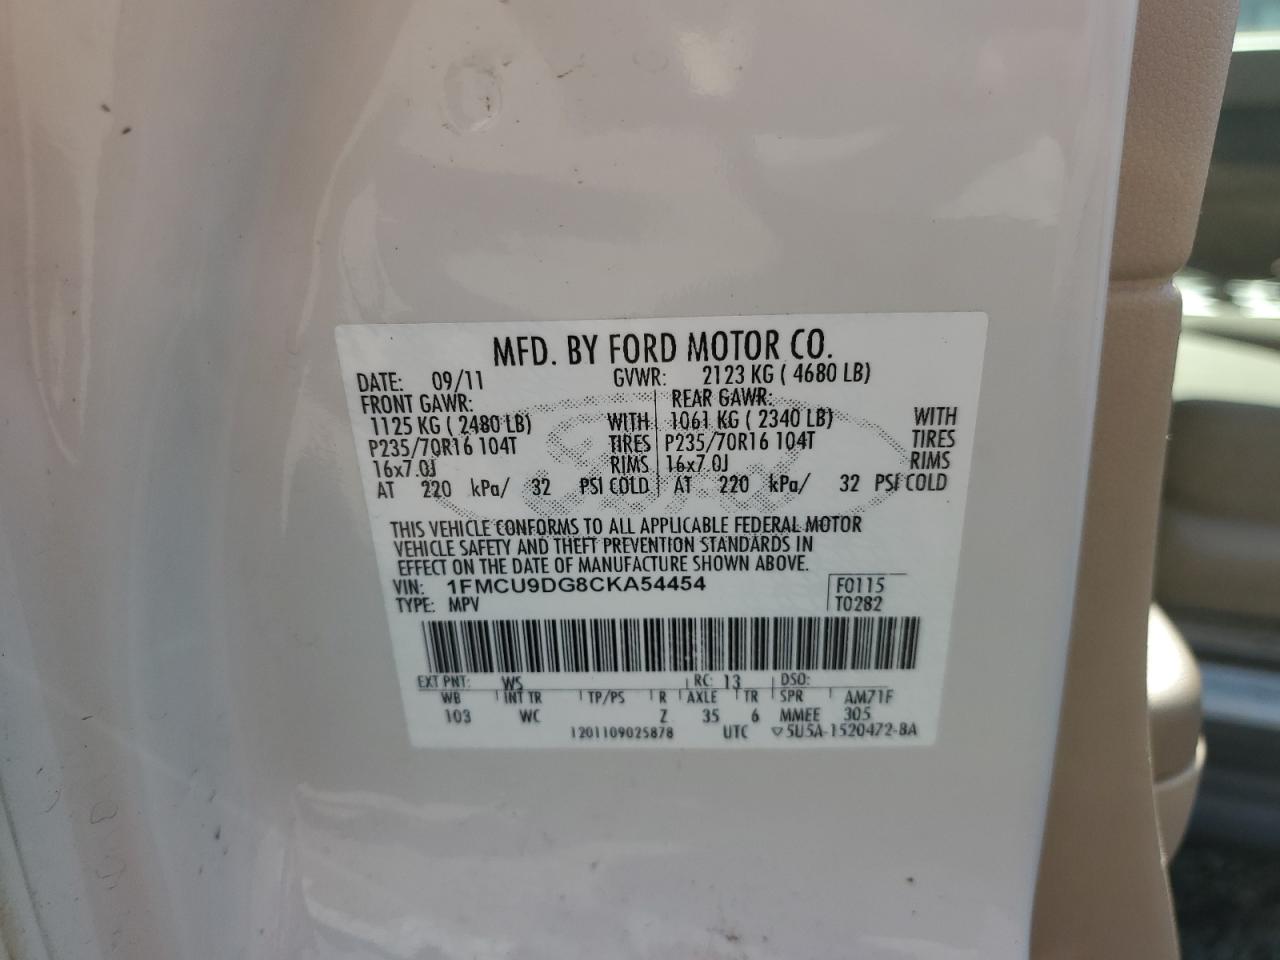 MFD. BY FORD MOTOR CO.
DATE: 09/11 GVWR: 2123 KG ( 4680 LB)
FRONT GAWR: REAR GAWR:
1125 KG ( 2480 LB) WITH 1061 KG ( 2340 LB) WITH
P235/70R16 104T TIRES P235/70R16 104T TIRES
16x7.0J RIMS 16x7.0J RIMS
AT 220 kPa/ 32 PSI COLD AT 220 kPa/ 32 PSI COLD
THIS VEHICLE CONFORMS TO ALL APPLICABLE FEDERAL MOTOR
VEHICLE SAFETY AND THEFT PREVENTION STANDARDS IN
EFFECT ON THE DATE OF MANUFACTURE SHOWN ABOVE.
VIN: 1FMCU9DG8CKA54454 F0115
TYPE: MPV T0282
EXT PNT: WS RC: 13 DSO:
WB INT TR TP/PS R AXLE TR SPR AM71F
103 WC Z 35 6 MMEE 305
1201109025878 UTC ▽5U5A-1520472-BA